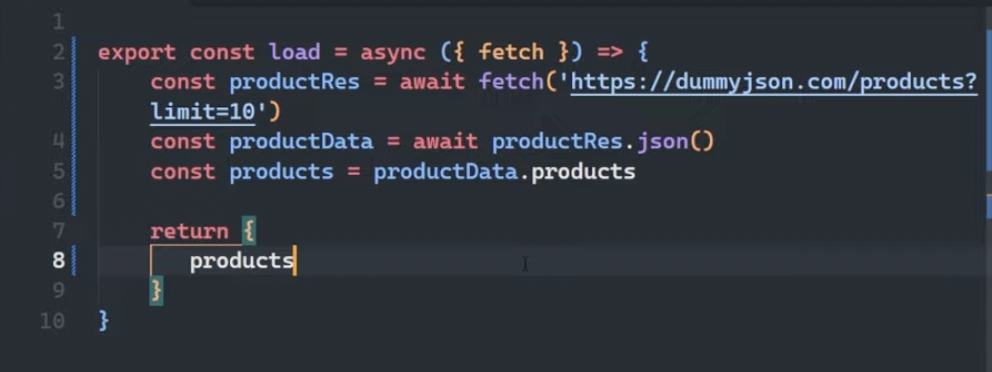 1
2 export const load = async ({ fetch }) => {
3 const productRes = await fetch('https://dummyjson.com/products?
limit=10')
4 const productData = await productRes.json()
5 const products = productData.products
6
7 return {
8 products
9 }
10 }